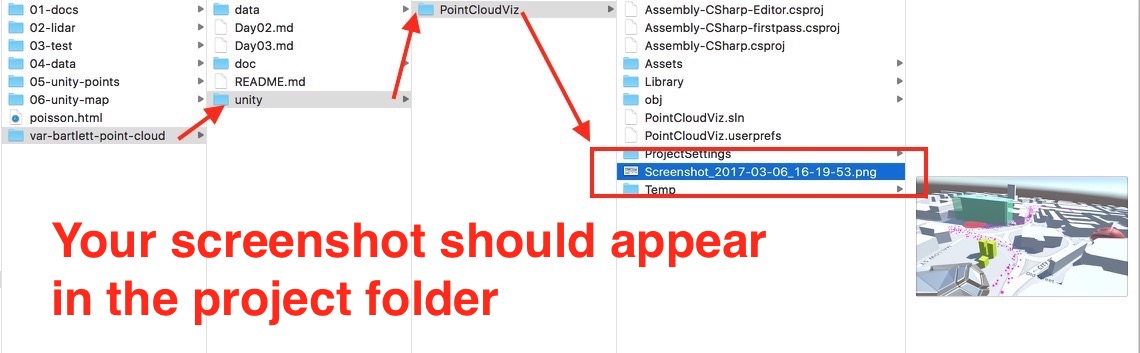 01-docs
02-lidar
03-test
04-data
05-unity-points
06-unity-map
poisson.html
var-bartlett-point-cloud
data
Day02.md
Day03.md
doc
README.md
unity
PointCloudViz
Assembly-CSharp-Editor.csproj
Assembly-CSharp-firstpass.csproj
Assembly-CSharp.csproj
Assets
Library
obj
PointCloudViz.sln
PointCloudViz.userprefs
ProjectSettings
Screenshot_2017-03-06_16-19-53.png
Temp
Your screenshot should appear
in the project folder